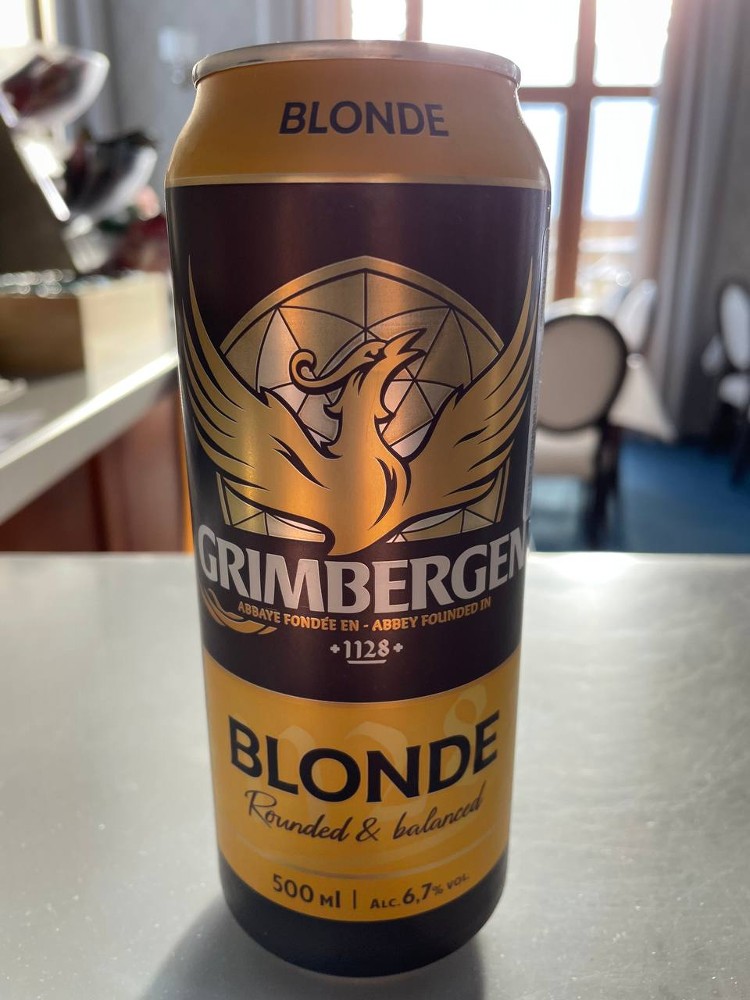 BLONDE
GRIMBERGEN
ABBAYE FONDÉE EN - ABBEY FOUNDED IN
+1128+
BLONDE
Rounded & balanced
500 ml | ALC. 6,7% VOL.